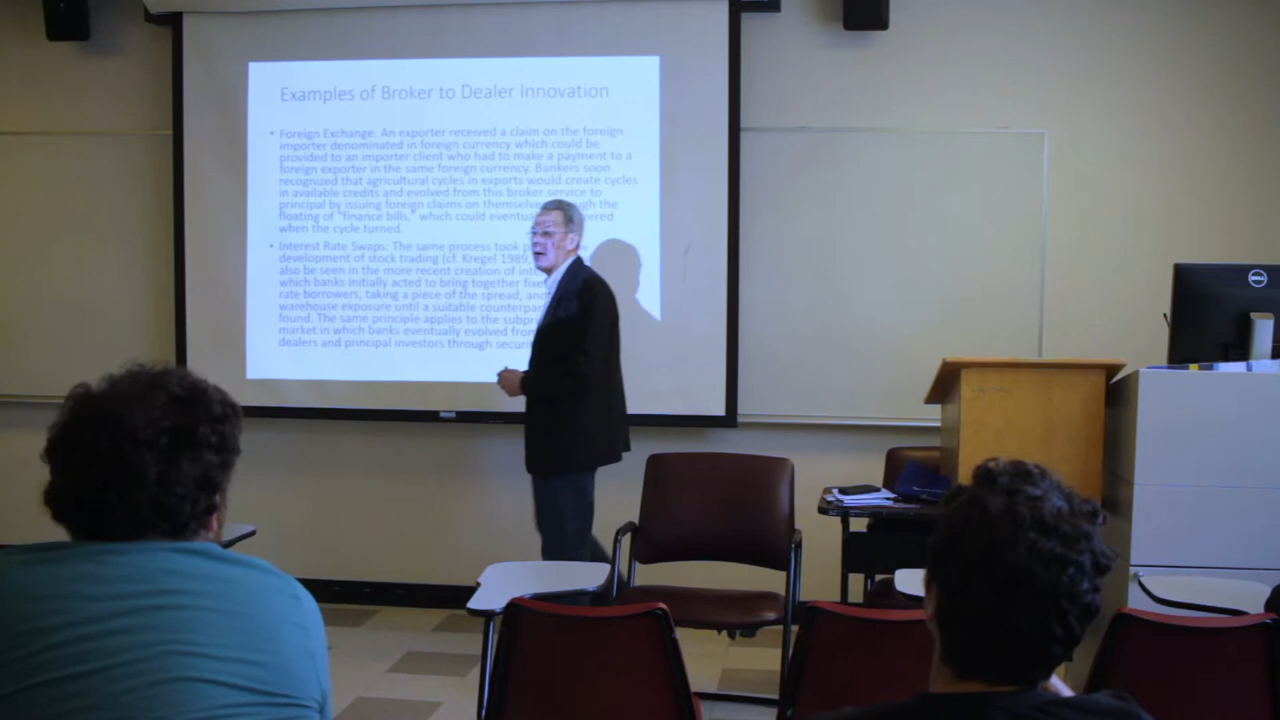 Examples of Broker to Dealer Innovation
• Foreign Exchange: An exporter received a claim on the foreign
importer denominated in foreign currency which could be
provided to an importer client who had to make a payment to a
foreign exporter in the same foreign currency. Bankers soon
recognized that agricultural cycles in exports would create cycles
in available credits and evolved from this broker service to
principal by issuing foreign claims on the
floating of "finance bills," which could
when the cycle turned.
• Interest Rate Swaps: The same process took
development of stock trading (cf. Kregel 1989,
also be seen in the more recent creation of
which banks initially acted to bring together
rate borrowers, taking a piece of the spread, and
warehouse exposure until a suitable
found. The same principle applies to the
market in which banks eventually evolved from
dealers and principal investors through
DELL